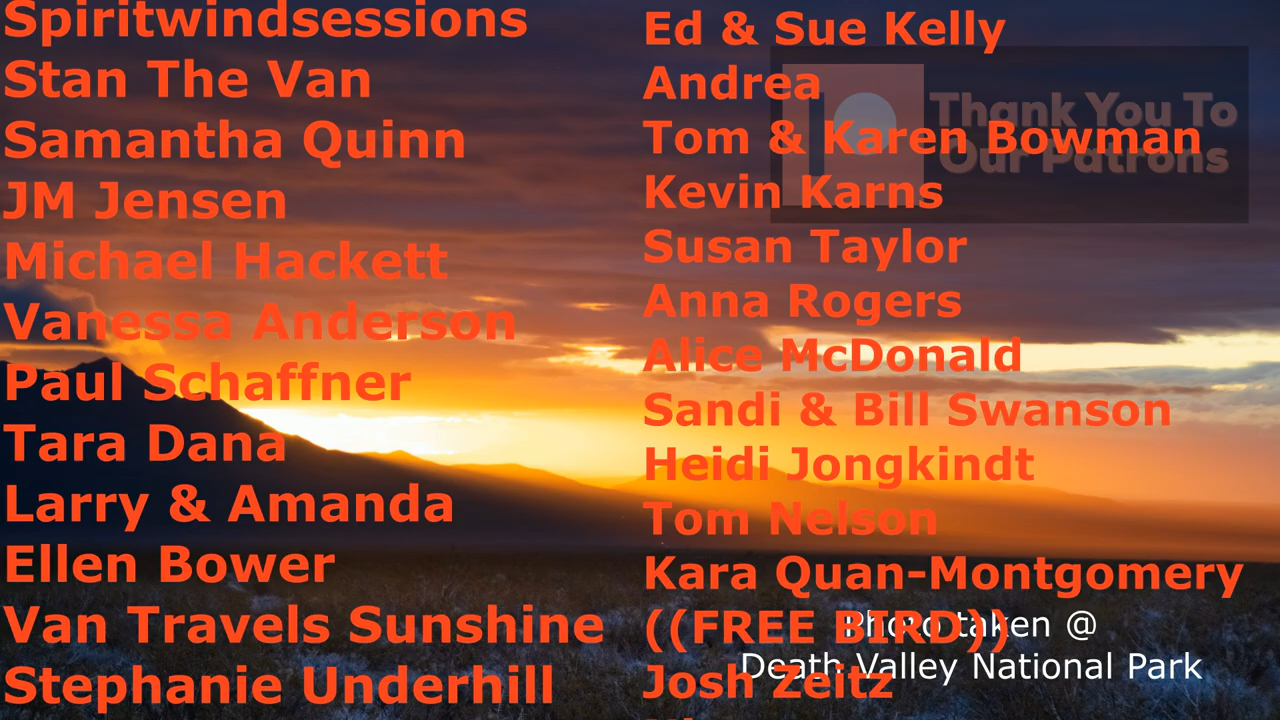 Spiritwindsessions
Stan The Van
Samantha Quinn
JM Jensen
Michael Hackett
Vanessa Anderson
Paul Schaffner
Tara Dana
Larry & Amanda
Ellen Bower
Van Travels Sunshine
Stephanie Underhill
Ed & Sue Kelly
Andrea
Tom & Karen Bowman
Kevin Karns
Susan Taylor
Anna Rogers
Alice McDonald
Sandi & Bill Swanson
Heidi Jongkindt
Tom Nelson
Kara Quan-Montgomery
((FREE BIRD))
Josh Zeitz
Thank You To
Our Patrons
Photo taken @
Death Valley National Park